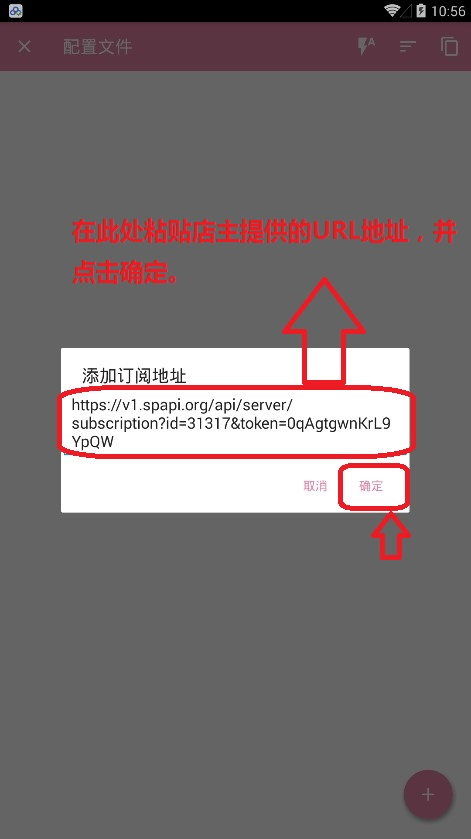 10:56
配置文件
在此处粘贴店主提供的URL地址，并
点击确定。
添加订阅地址
https://v1.spapi.org/api/server/
subscription?id=31317&token=0qAgtgwnKrL9
YpQW
取消 确定